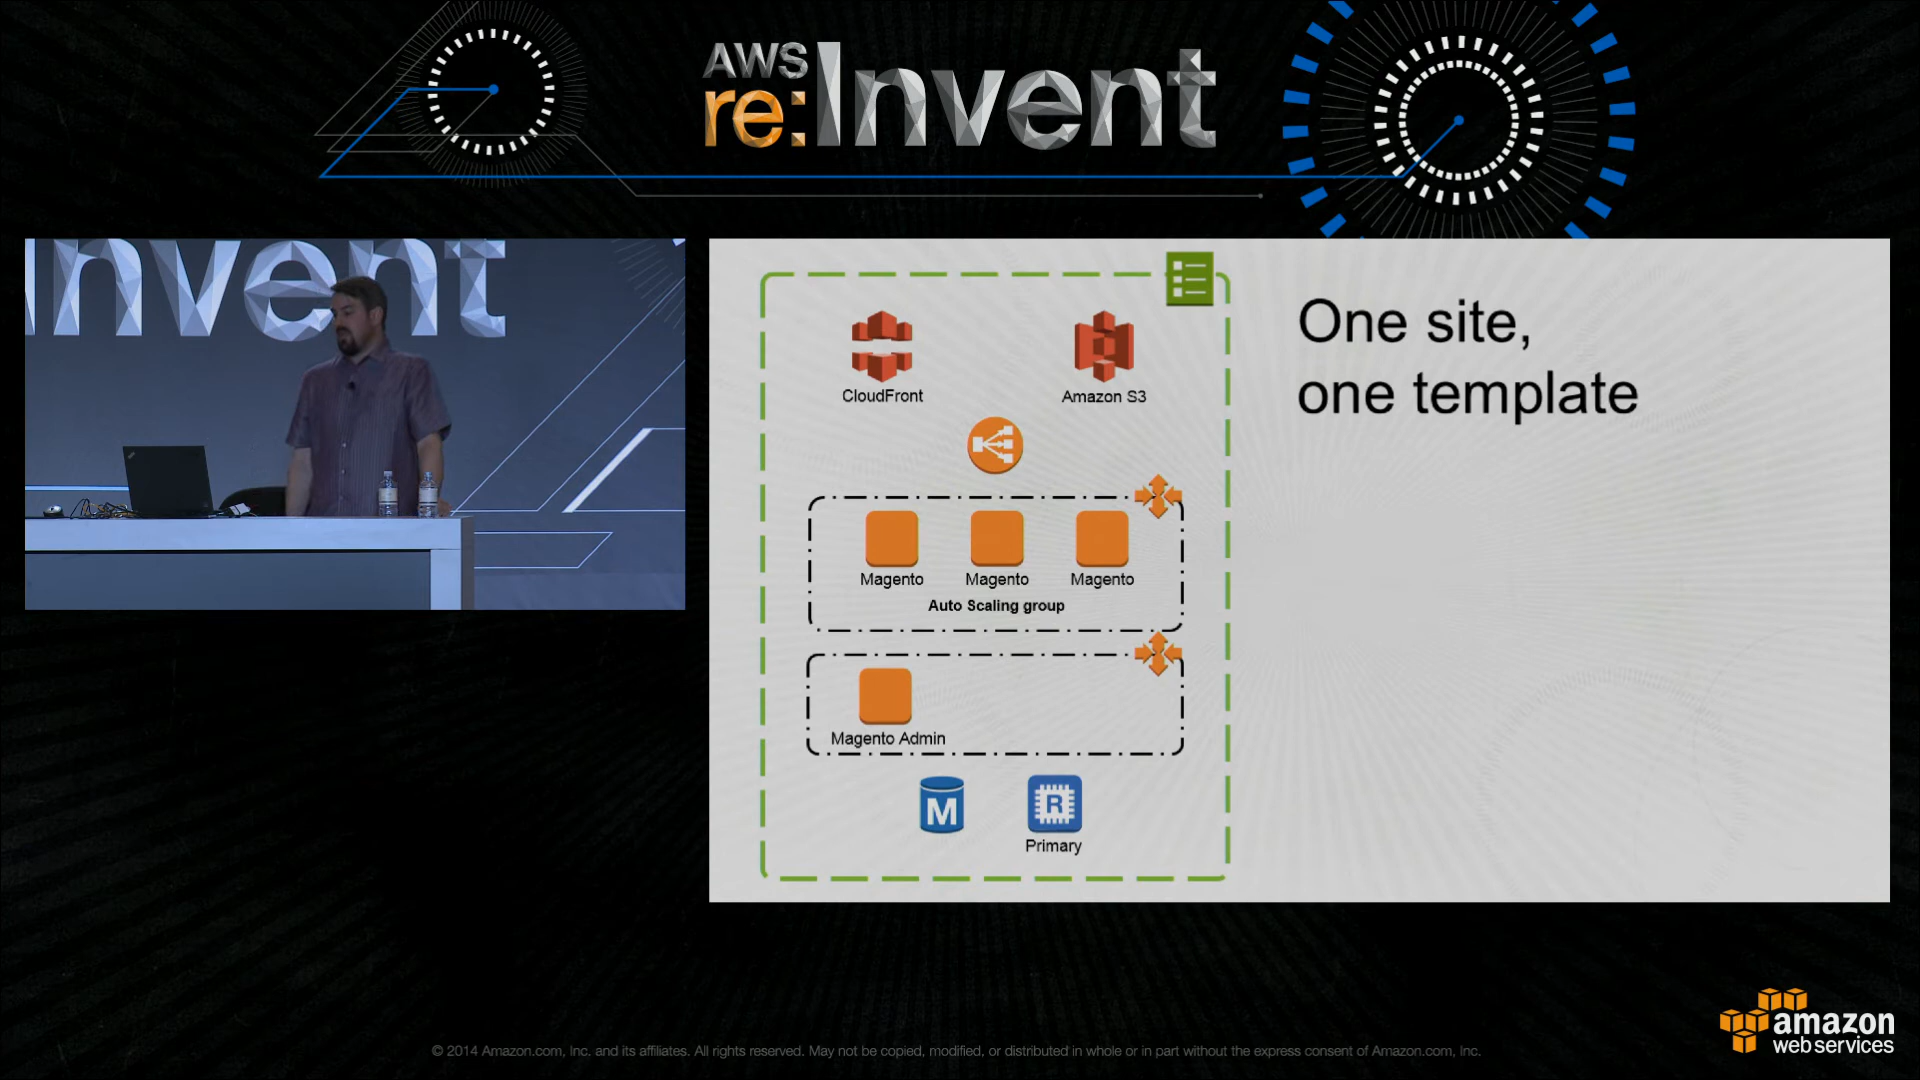 AWS
re:Invent
Invent
One site,
one template
CloudFront
Amazon S3
Magento
Magento
Magento
Auto Scaling group
Magento Admin
M
R
Primary
amazon
web services
© 2014 Amazon.com, Inc. and its affiliates. All rights reserved. May not be copied, modified, or distributed in whole or in part without the express consent of Amazon.com, Inc.